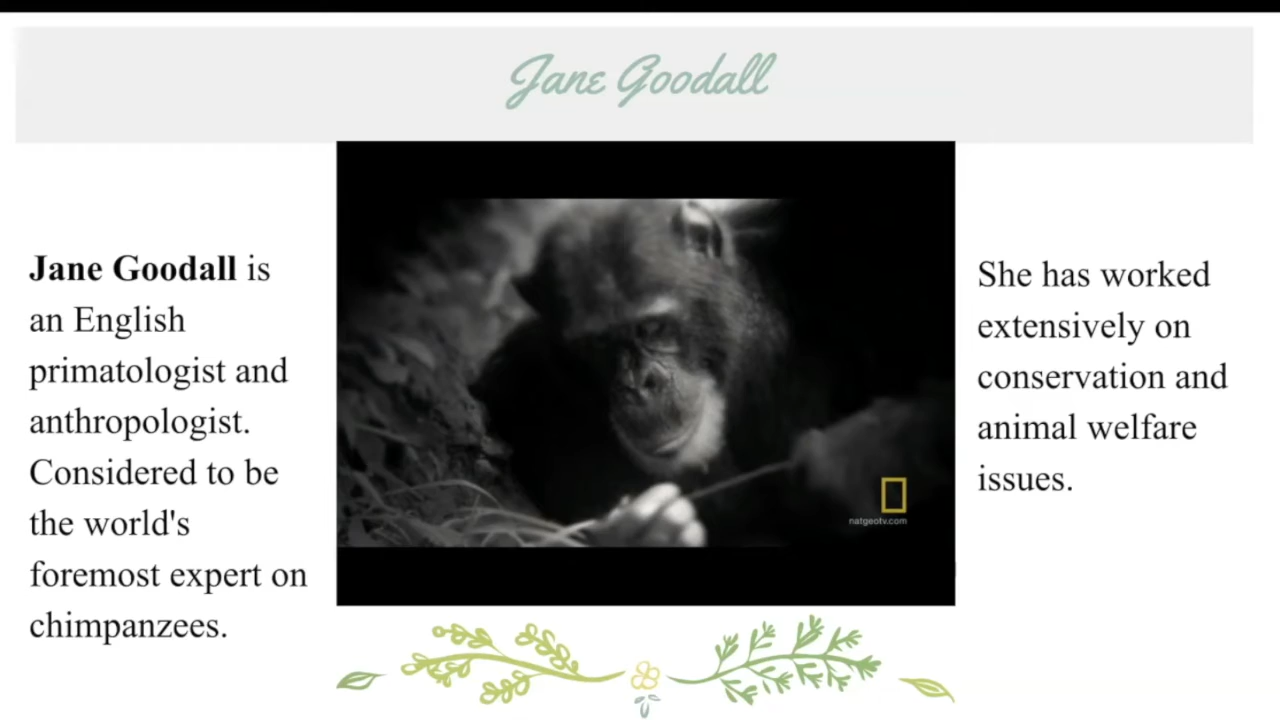 Jane Goodall
Jane Goodall is
an English
primatologist and
anthropologist.
Considered to be
the world's
foremost expert on
chimpanzees.
natgeotv.com
She has worked
extensively on
conservation and
animal welfare
issues.